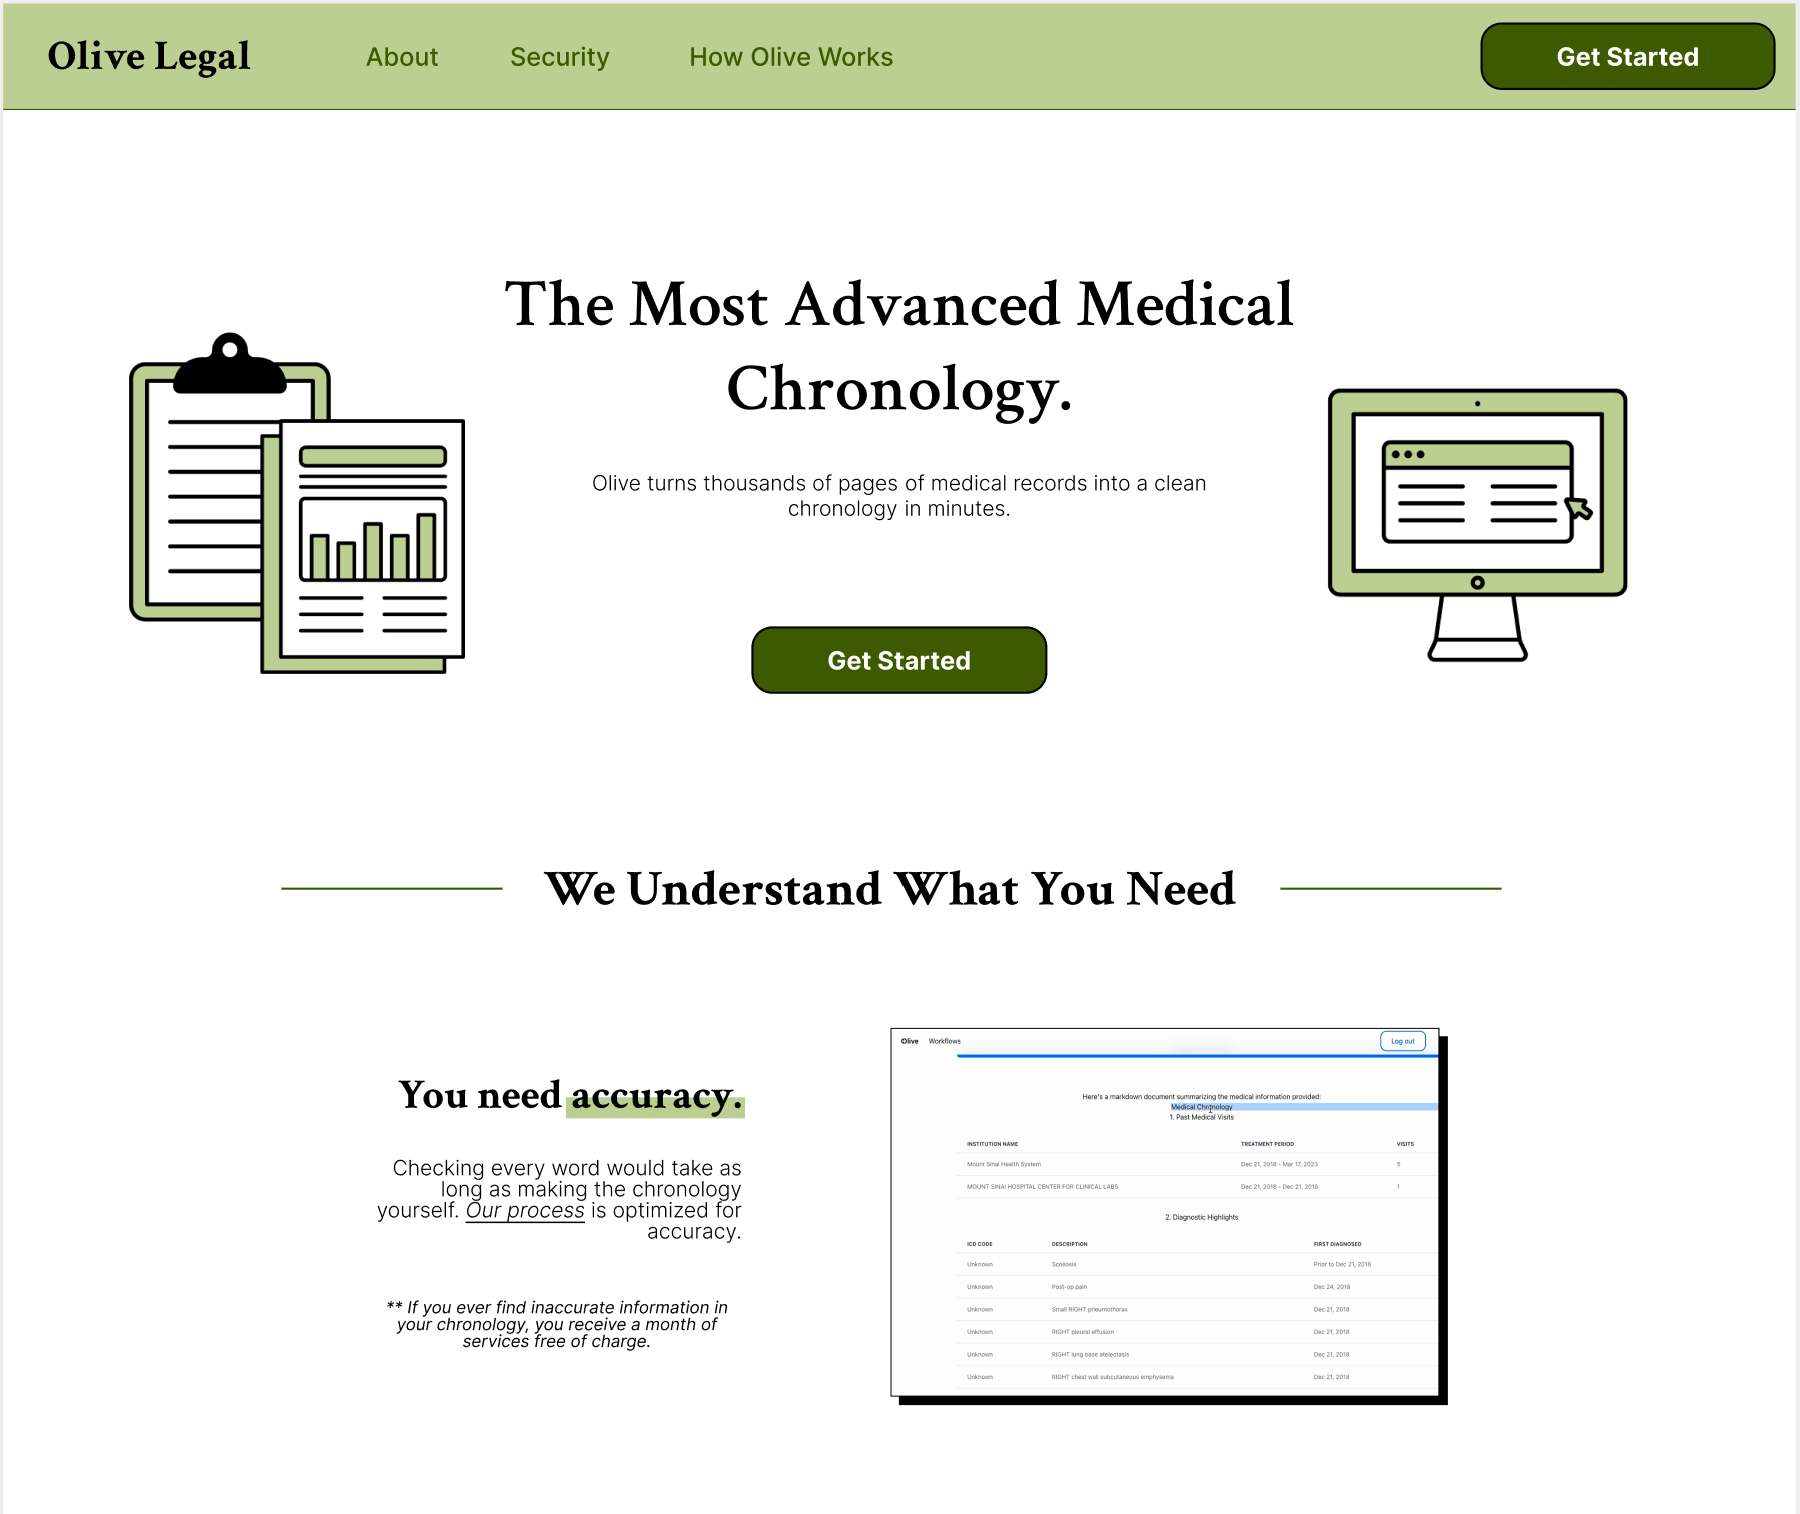 Olive Legal
About
Security
How Olive Works
Get Started
The Most Advanced Medical
Chronology.
Olive turns thousands of pages of medical records into a clean
chronology in minutes.
Get Started
We Understand What You Need
You need accuracy.
Checking every word would take as
long as making the chronology
yourself. Our process is optimized for
accuracy.
** If you ever find inaccurate information in
your chronology, you receive a month of
services free of charge.
Olive Workflows Log out
Here's a markdown document summarizing the medical information provided:
Medical Chronology
1. Past Medical Visits
INSTITUTION NAME TREATMENT PERIOD VISITS
Mount Sinai Health System Dec 21, 2018 - Mar 17, 2023 5
MOUNT SINAI HOSPITAL CENTER FOR CLINICAL LABS Dec 21, 2018 - Dec 21, 2018 1
2. Diagnostic Highlights
ICD CODE DESCRIPTION FIRST DIAGNOSED
Unknown Scoliosis Prior to Dec 21, 2018
Unknown Post-op pain Dec 24, 2018
Unknown Small RIGHT pneumothorax Dec 21, 2018
Unknown RIGHT pleural effusion Dec 21, 2018
Unknown RIGHT lung base atelectasis Dec 21, 2018
Unknown RIGHT chest wall subcutaneous emphysema Dec 21, 2018